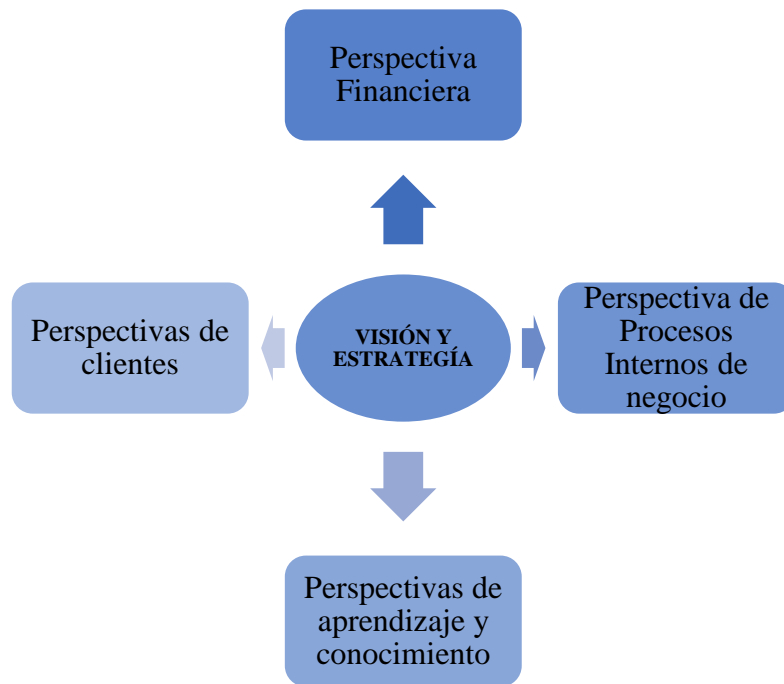 Perspectiva
Financiera
Perspectivas de
clientes
VISIÓN Y
ESTRATEGÍA
Perspectiva de
Procesos
Internos de
negocio
Perspectivas de
aprendizaje y
conocimiento